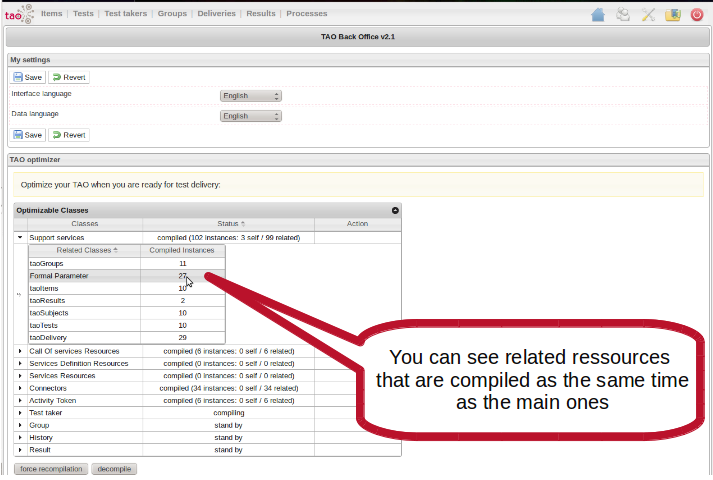 tao Items | Tests | Test takers | Groups | Deliveries | Results | Processes
TAO Back Office v2.1
My settings
Save Revert
Interface language English
Data language English
Save Revert
TAO optimizer
Optimize your TAO when you are ready for test delivery:
Optimizable Classes
Classes Status Action
Support services compiled (102 instances: 3 self / 99 related)
Related Classes Compiled Instances
taoGroups 11
Formal Parameter 27
taoItems 10
taoResults 2
taoSubjects 10
taoTests 10
taoDelivery 29
Call Of services Resources compiled (6 instances: 0 self / 6 related)
Services Definition Resources compiled (0 instances: 0 self / 0 related)
Services Resources compiled (0 instances: 0 self / 0 related)
Connectors compiled (34 instances: 0 self / 34 related)
Activity Token compiled (6 instances: 0 self / 6 related)
Test taker compiling
Group stand by
History stand by
Result stand by
force recompilation decompile
You can see related ressources
that are compiled as the same time
as the main ones